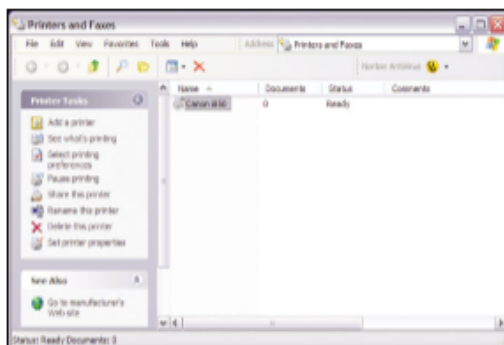 Printers and Faxes
File Edit View Favorites Tools Help Address Printers and Faxes
Norton AntiVirus
Printer Tasks
Add a printer
See what's printing
Select printing
preferences
Pause printing
Share this printer
Rename this printer
Delete this printer
Set printer properties
See Also
Go to manufacturer's
Web site
Name Documents Status Comments
Canon i850 0 Ready
Status: Ready Documents: 0